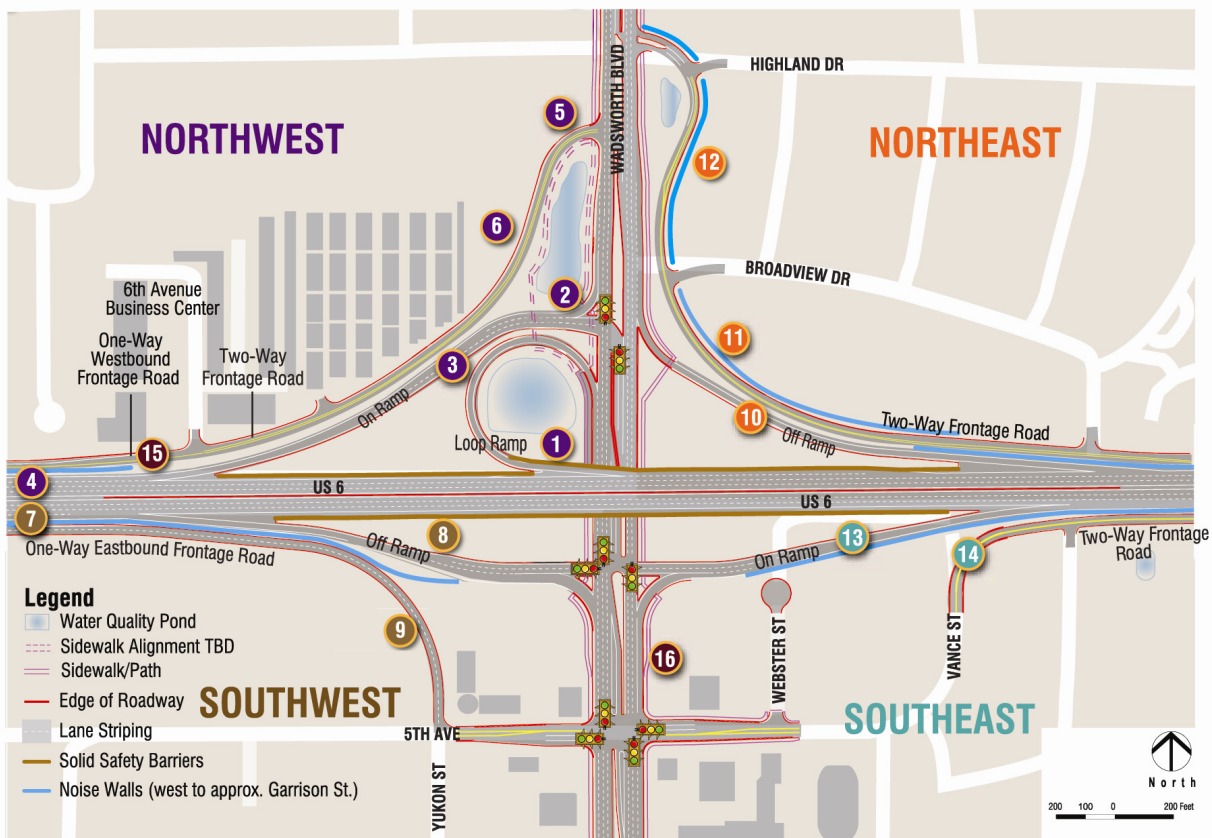 HIGHLAND DR
WADSWORTH BLVD
5
NORTHWEST
NORTHEAST
12
6
BROADVIEW DR
6th Avenue
Business Center
2
One-Way
Westbound
Frontage Road
Two-Way
Frontage Road
11
3
On Ramp
10
Two-Way Frontage Road
Off Ramp
15
Loop Ramp
1
4
US 6
US 6
7
8
13
One-Way Eastbound Frontage Road
Off Ramp
On Ramp
14
Two-Way Frontage
Road
Legend
Water Quality Pond
Sidewalk Alignment TBD
Sidewalk/Path
Edge of Roadway
Lane Striping
Solid Safety Barriers
Noise Walls (west to approx. Garrison St.)
9
16
WEBSTER ST
VANCE ST
SOUTHWEST
SOUTHEAST
5TH AVE
YUKON ST
North
200 100 0 200 Feet